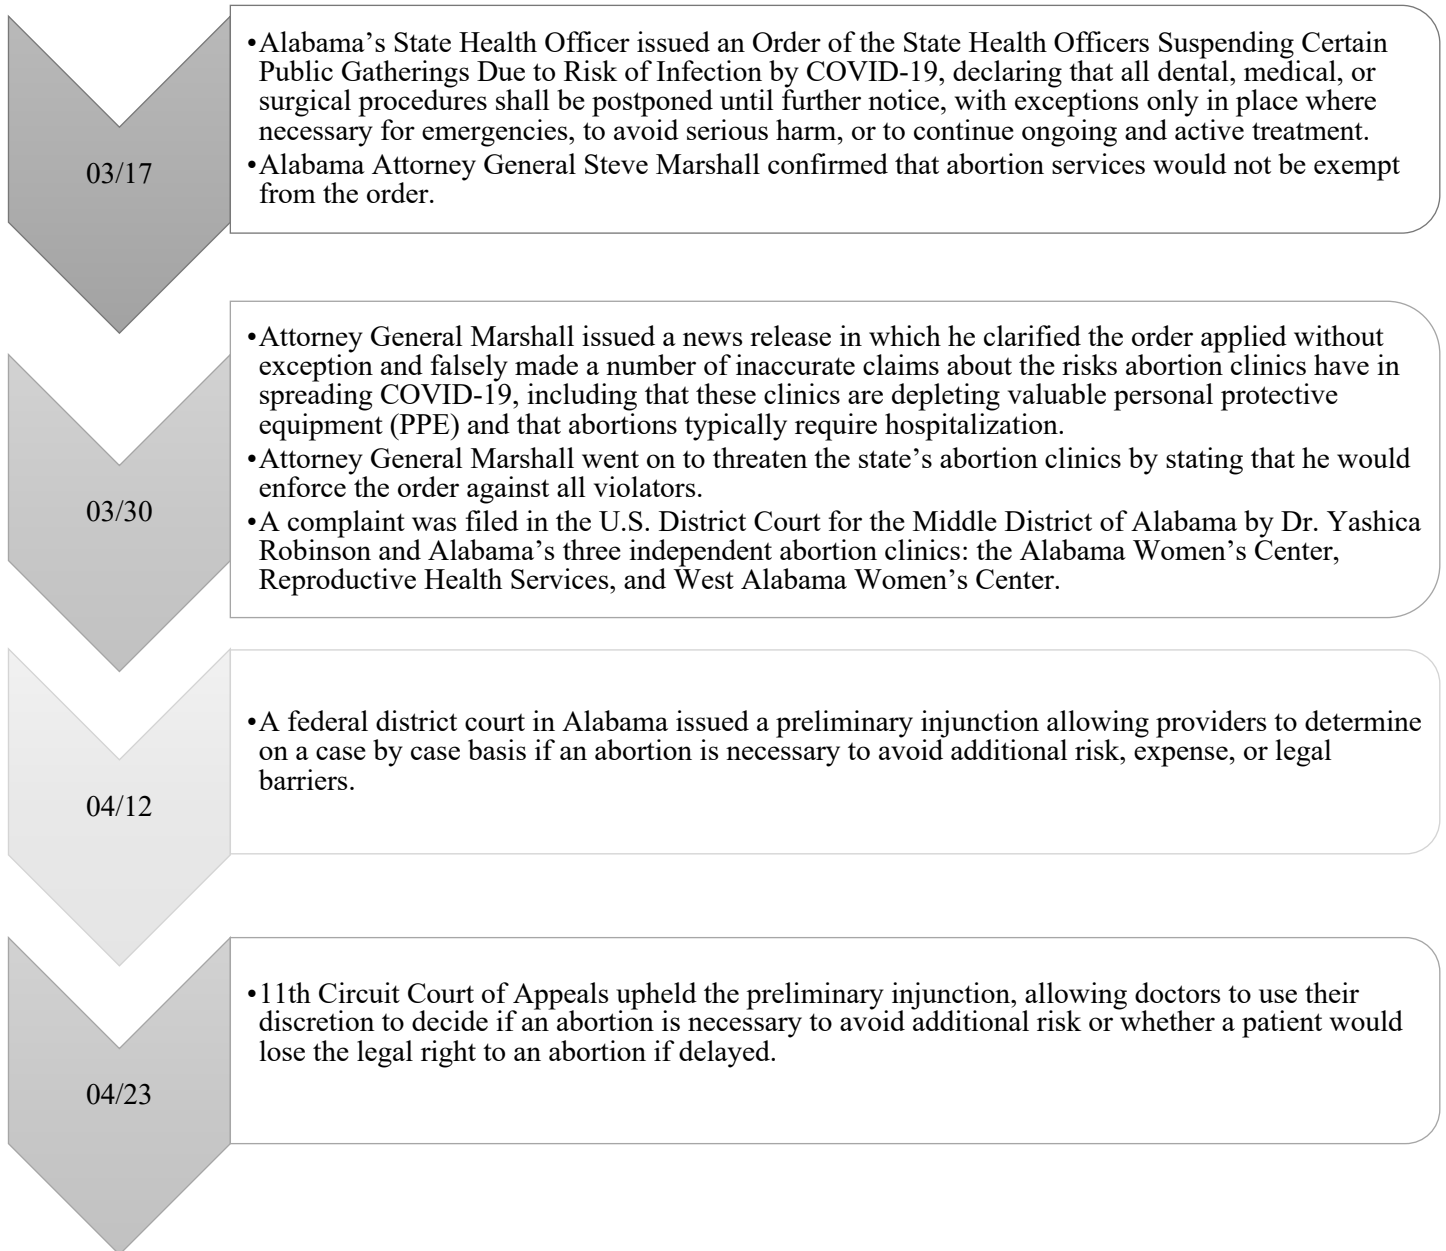 •Alabama’s State Health Officer issued an Order of the State Health Officers Suspending Certain
Public Gatherings Due to Risk of Infection by COVID-19, declaring that all dental, medical, or
surgical procedures shall be postponed until further notice, with exceptions only in place where
necessary for emergencies, to avoid serious harm, or to continue ongoing and active treatment.
03/17
•Alabama Attorney General Steve Marshall confirmed that abortion services would not be exempt
from the order.
•Attorney General Marshall issued a news release in which he clarified the order applied without
exception and falsely made a number of inaccurate claims about the risks abortion clinics have in
spreading COVID-19, including that these clinics are depleting valuable personal protective
equipment (PPE) and that abortions typically require hospitalization.
•Attorney General Marshall went on to threaten the state’s abortion clinics by stating that he would
enforce the order against all violators.
03/30
•A complaint was filed in the U.S. District Court for the Middle District of Alabama by Dr. Yashica
Robinson and Alabama’s three independent abortion clinics: the Alabama Women’s Center,
Reproductive Health Services, and West Alabama Women’s Center.
•A federal district court in Alabama issued a preliminary injunction allowing providers to determine
on a case by case basis if an abortion is necessary to avoid additional risk, expense, or legal
barriers.
04/12
•11th Circuit Court of Appeals upheld the preliminary injunction, allowing doctors to use their
discretion to decide if an abortion is necessary to avoid additional risk or whether a patient would
lose the legal right to an abortion if delayed.
04/23